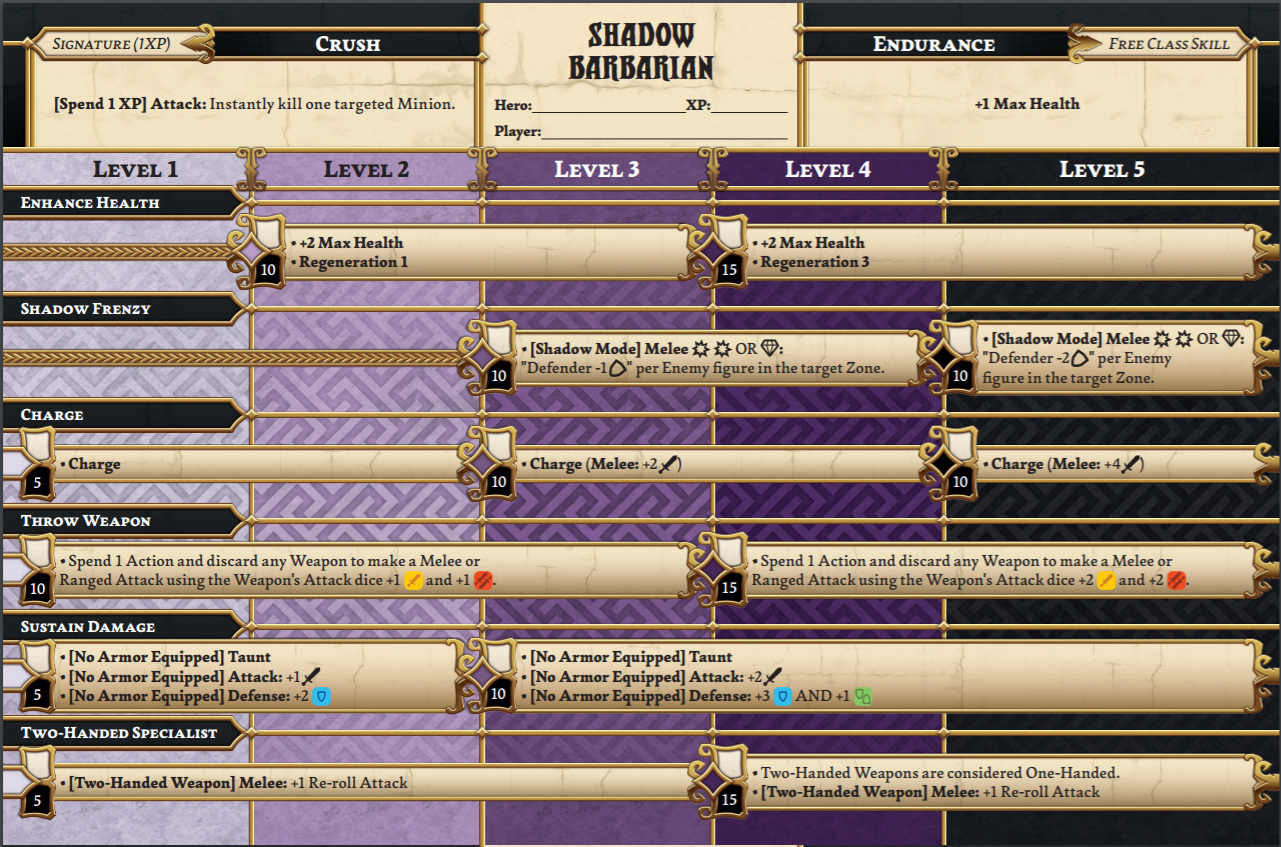 Signature (1XP)
Crush
[Spend 1 XP] Attack: Instantly kill one targeted Minion.
Shadow
Barbarian
Hero:
XP:
Player:
Endurance
Free Class Skill
+1 Max Health
Level 1
Level 2
Level 3
Level 4
Level 5
Enhance Health
10
• +2 Max Health
• Regeneration 1
15
• +2 Max Health
• Regeneration 3
Shadow Frenzy
10
• [Shadow Mode] Melee OR :
"Defender -1" per Enemy figure in the target Zone.
10
• [Shadow Mode] Melee OR :
"Defender -2" per Enemy
figure in the target Zone.
Charge
5
• Charge
10
• Charge (Melee: +2)
10
• Charge (Melee: +4)
Throw Weapon
10
• Spend 1 Action and discard any Weapon to make a Melee or
Ranged Attack using the Weapon's Attack dice +1 and +1 .
15
• Spend 1 Action and discard any Weapon to make a Melee or
Ranged Attack using the Weapon's Attack dice +2 and +2 .
Sustain Damage
5
• [No Armor Equipped] Taunt
• [No Armor Equipped] Attack: +1
• [No Armor Equipped] Defense: +2
10
• [No Armor Equipped] Taunt
• [No Armor Equipped] Attack: +2
• [No Armor Equipped] Defense: +3 AND +1
Two-Handed Specialist
5
• [Two-Handed Weapon] Melee: +1 Re-roll Attack
15
• Two-Handed Weapons are considered One-Handed.
• [Two-Handed Weapon] Melee: +1 Re-roll Attack